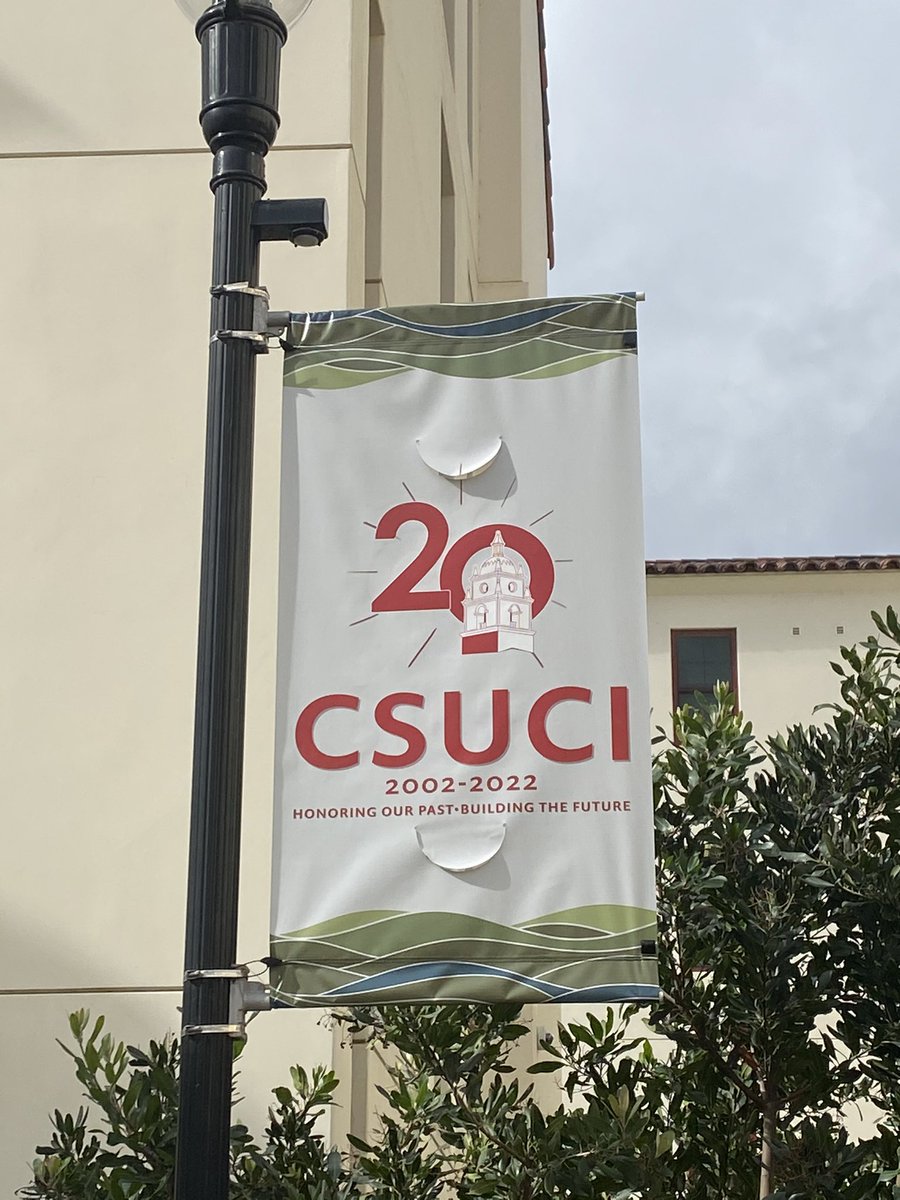 20
CSUCI
2002-2022
HONORING OUR PAST•BUILDING THE FUTURE